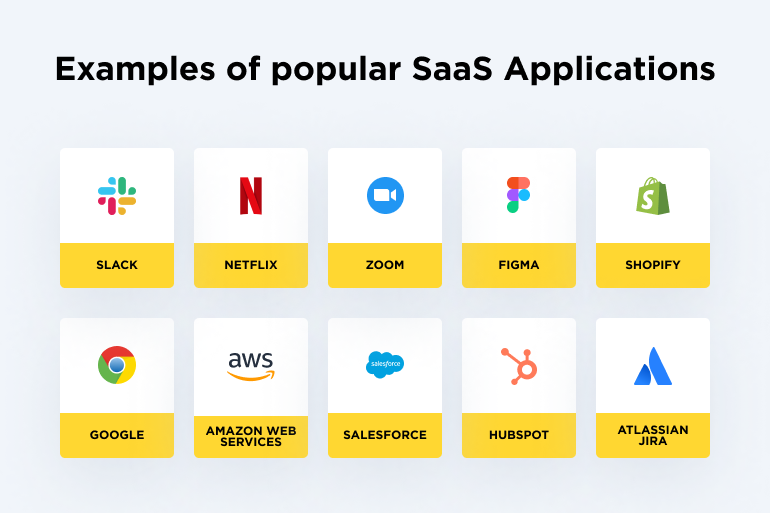 Examples of popular SaaS Applications
SLACK
N
NETFLIX
ZOOM
FIGMA
S
SHOPIFY
GOOGLE
aws
AMAZON WEB
SERVICES
salesforce
SALESFORCE
HUBSPOT
ATLASSIAN
JIRA